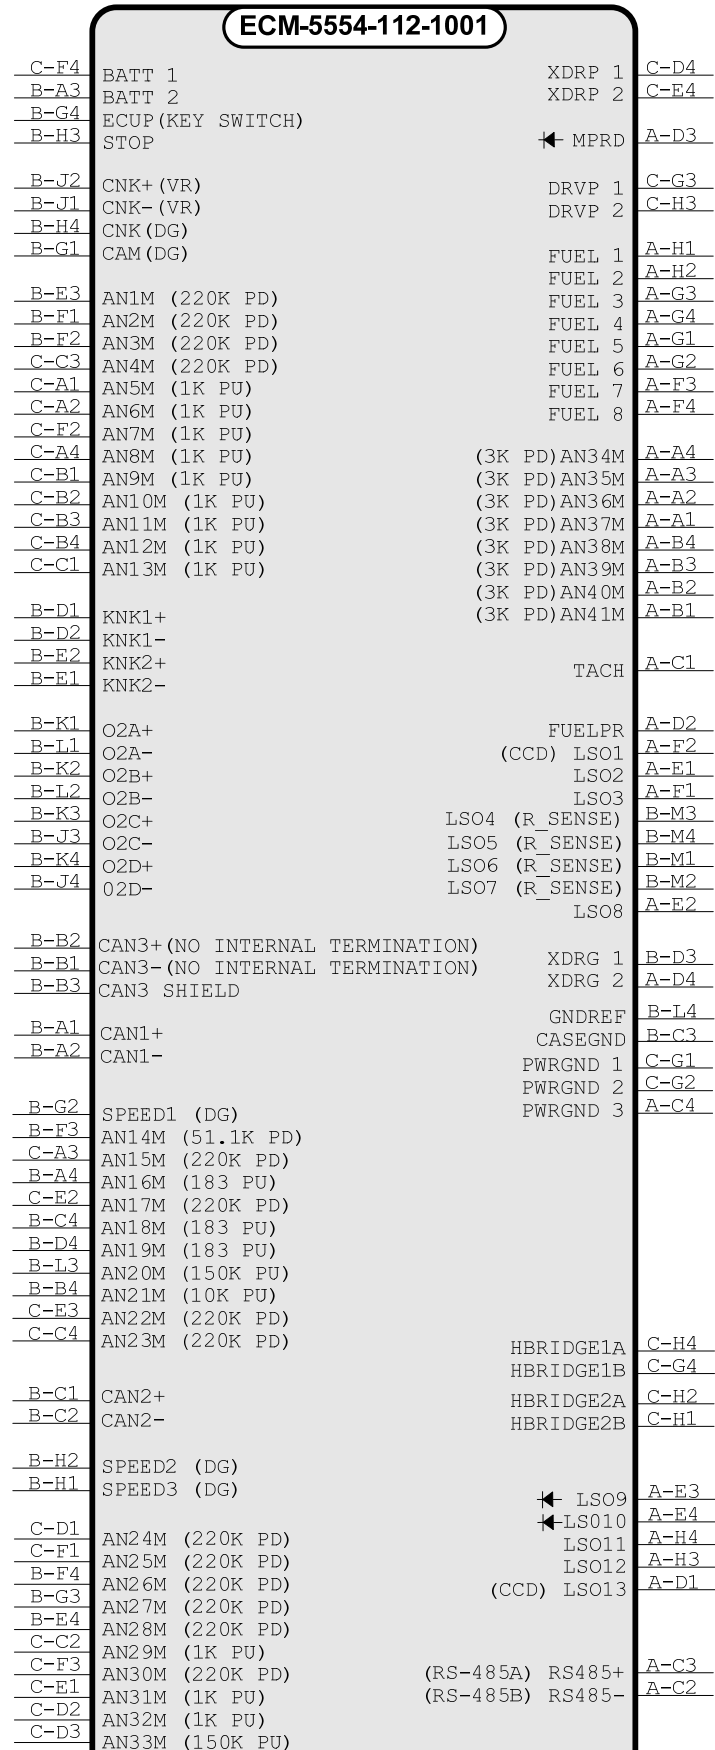 ECM-5554-112-1001
C-F4 BATT 1
B-A3 BATT 2
B-G4 ECUP(KEY SWITCH)
B-H3 STOP
B-J2 CNK+(VR)
B-J1 CNK-(VR)
B-H4 CNK(DG)
B-G1 CAM(DG)
B-E3 AN1M (220K PD)
B-F1 AN2M (220K PD)
B-F2 AN3M (220K PD)
C-C3 AN4M (220K PD)
C-A1 AN5M (1K PU)
C-A2 AN6M (1K PU)
C-F2 AN7M (1K PU)
C-A4 AN8M (1K PU)
C-B1 AN9M (1K PU)
C-B2 AN10M (1K PU)
C-B3 AN11M (1K PU)
C-B4 AN12M (1K PU)
C-C1 AN13M (1K PU)
B-D1 KNK1+
B-D2 KNK1-
B-E2 KNK2+
B-E1 KNK2-
B-K1 O2A+
B-L1 O2A-
B-K2 O2B+
B-L2 O2B-
B-K3 O2C+
B-J3 O2C-
B-K4 O2D+
B-J4 02D-
B-B2 CAN3+(NO INTERNAL TERMINATION)
B-B1 CAN3-(NO INTERNAL TERMINATION)
B-B3 CAN3 SHIELD
B-A1 CAN1+
B-A2 CAN1-
B-G2 SPEED1 (DG)
B-F3 AN14M (51.1K PD)
C-A3 AN15M (220K PD)
B-A4 AN16M (183 PU)
C-E2 AN17M (220K PD)
B-C4 AN18M (183 PU)
B-D4 AN19M (183 PU)
B-L3 AN20M (150K PU)
B-B4 AN21M (10K PU)
C-E3 AN22M (220K PD)
C-C4 AN23M (220K PD)
B-C1 CAN2+
B-C2 CAN2-
B-H2 SPEED2 (DG)
B-H1 SPEED3 (DG)
C-D1 AN24M (220K PD)
C-F1 AN25M (220K PD)
B-F4 AN26M (220K PD)
B-G3 AN27M (220K PD)
B-E4 AN28M (220K PD)
C-C2 AN29M (1K PU)
C-F3 AN30M (220K PD)
C-E1 AN31M (1K PU)
C-D2 AN32M (1K PU)
C-D3 AN33M (150K PU)
XDRP 1 C-D4
XDRP 2 C-E4
MPRD A-D3
DRVP 1 C-G3
DRVP 2 C-H3
FUEL 1 A-H1
FUEL 2 A-H2
FUEL 3 A-G3
FUEL 4 A-G4
FUEL 5 A-G1
FUEL 6 A-G2
FUEL 7 A-F3
FUEL 8 A-F4
(3K PD)AN34M A-A4
(3K PD)AN35M A-A3
(3K PD)AN36M A-A2
(3K PD)AN37M A-A1
(3K PD)AN38M A-B4
(3K PD)AN39M A-B3
(3K PD)AN40M A-B2
(3K PD)AN41M A-B1
TACH A-C1
FUELPR A-D2
(CCD) LSO1 A-F2
LSO2 A-E1
LSO3 A-F1
LSO4 (R_SENSE) B-M3
LSO5 (R_SENSE) B-M4
LSO6 (R_SENSE) B-M1
LSO7 (R_SENSE) B-M2
LSO8 A-E2
XDRG 1 B-D3
XDRG 2 A-D4
GNDREF B-L4
CASEGND B-C3
PWRGND 1 C-G1
PWRGND 2 C-G2
PWRGND 3 A-C4
HBRIDGE1A C-H4
HBRIDGE1B C-G4
HBRIDGE2A C-H2
HBRIDGE2B C-H1
LSO9 A-E3
LS010 A-E4
LSO11 A-H4
LSO12 A-H3
(CCD) LSO13 A-D1
(RS-485A) RS485+ A-C3
(RS-485B) RS485- A-C2